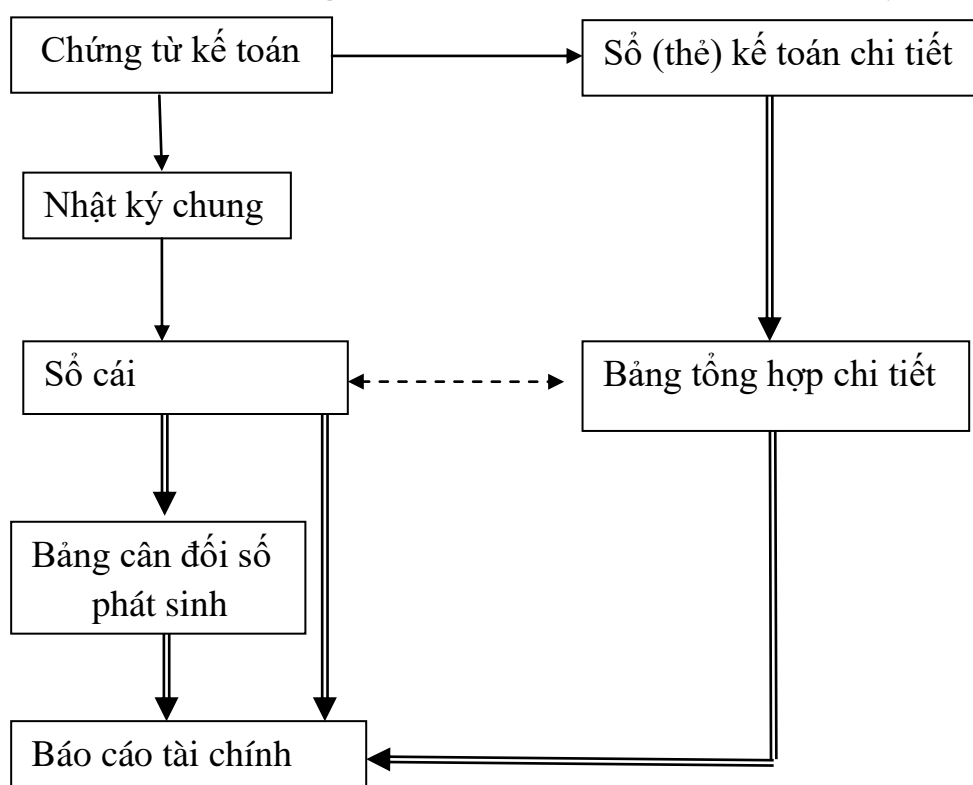 Chứng từ kế toán
Sổ (thẻ) kế toán chi tiết
Nhật ký chung
Sổ cái
Bảng tổng hợp chi tiết
Bảng cân đối số
phát sinh
Báo cáo tài chính